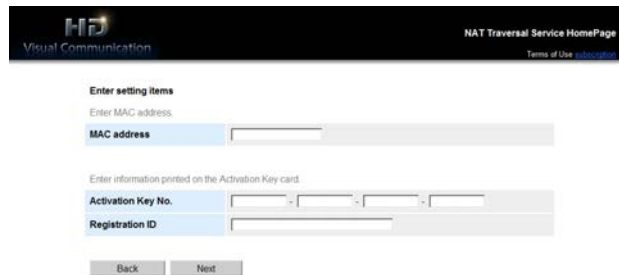 HD
Visual Communication
NAT Traversal Service HomePage
Terms of Use subscription
Enter setting items
Enter MAC address.
MAC address
Enter information printed on the Activation Key card.
Activation Key No. - - -
Registration ID
Back Next